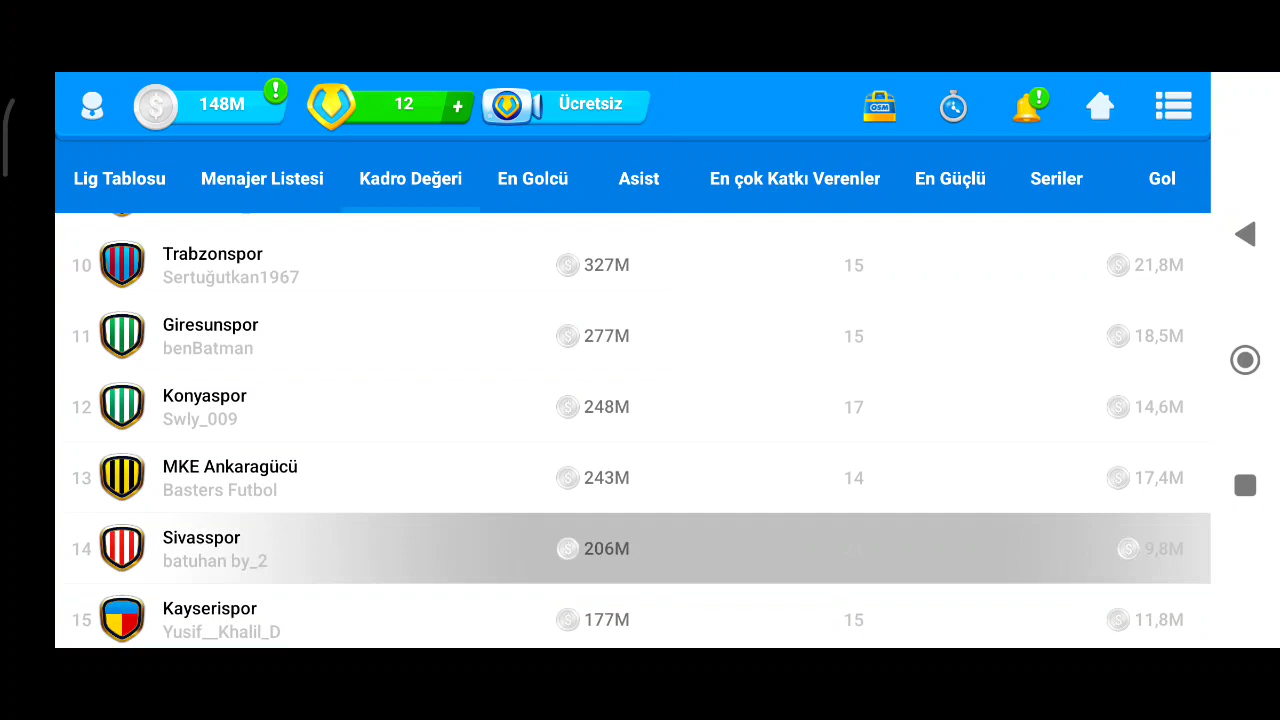 148M
!
12
+
Ücretsiz
OSM
!
Lig Tablosu
Menajer Listesi
Kadro Değeri
En Golcü
Asist
En çok Katkı Verenler
En Güçlü
Seriler
Gol
10 Trabzonspor 327M 15 21,8M
Sertuğutkan1967
11 Giresunspor 277M 15 18,5M
benBatman
12 Konyaspor 248M 17 14,6M
Swly_009
13 MKE Ankaragücü 243M 14 17,4M
Basters Futbol
14 Sivasspor 206M 9,8M
batuhan by_2
15 Kayserispor 177M 15 11,8M
Yusif__Khalil_D